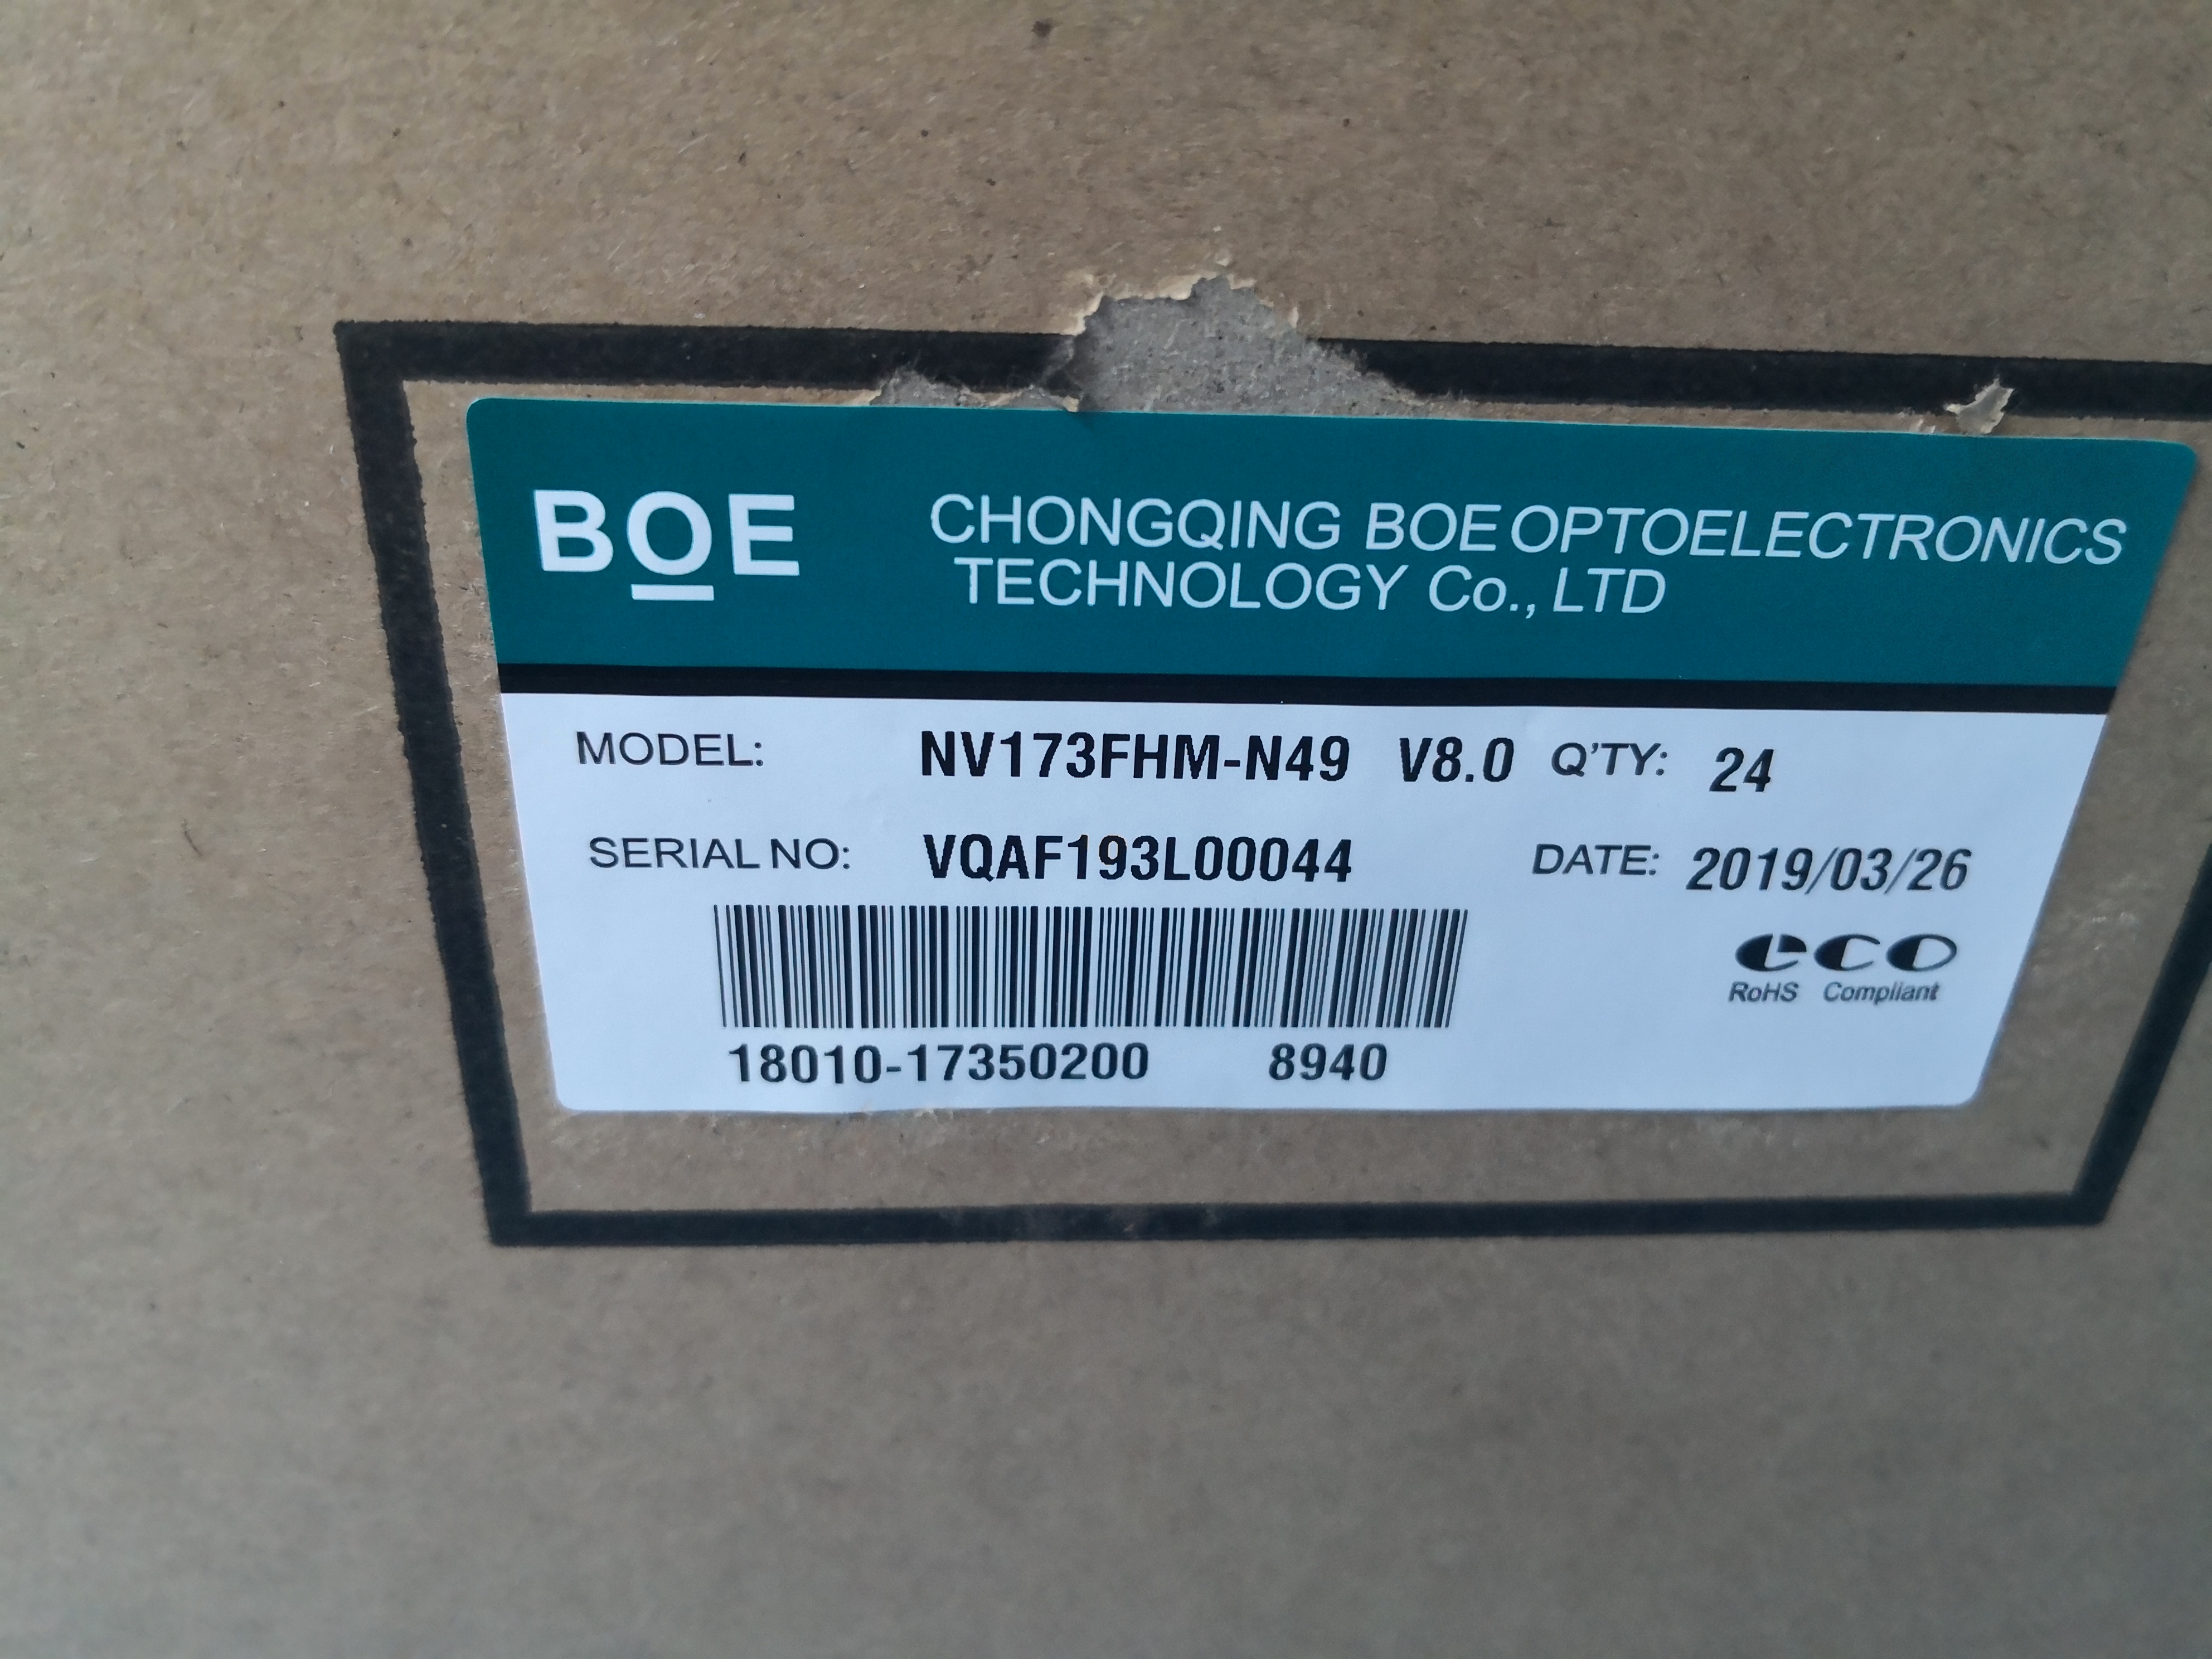 BOE
CHONGQING BOE OPTOELECTRONICS
TECHNOLOGY Co., LTD
MODEL: NV173FHM-N49 V8.0 Q'TY: 24
SERIAL NO: VQAF193L00044 DATE: 2019/03/26
eco
RoHS Compliant
18010-17350200 8940